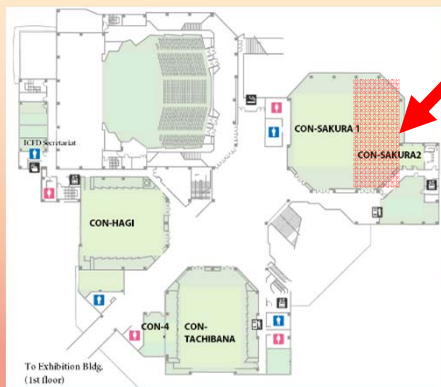 ICFD Secretariat
CON-SAKURA 1
CON-SAKURA2
CON-HAGI
CON-4
CON-
TACHIBANA
To Exhibition Bldg.
(1st floor)